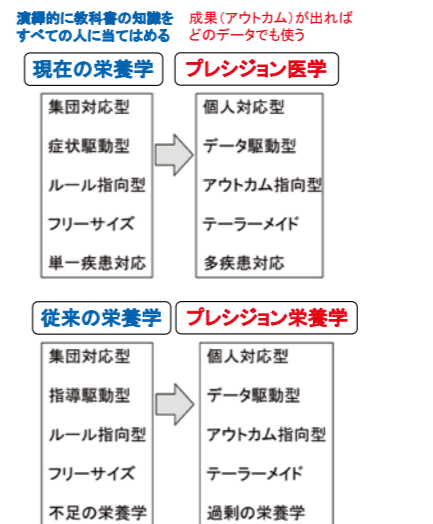 演繹的に教科書の知識を
すべての人に当てはめる
成果(アウトカム)が出れば
どのデータでも使う
現在の栄養学
プレシジョン医学
集団対応型
症状駆動型
ルール指向型
フリーサイズ
単一疾患対応
個人対応型
データ駆動型
アウトカム指向型
テーラーメイド
多疾患対応
従来の栄養学
プレシジョン栄養学
集団対応型
指導駆動型
ルール指向型
フリーサイズ
不足の栄養学
個人対応型
データ駆動型
アウトカム指向型
テーラーメイド
過剰の栄養学